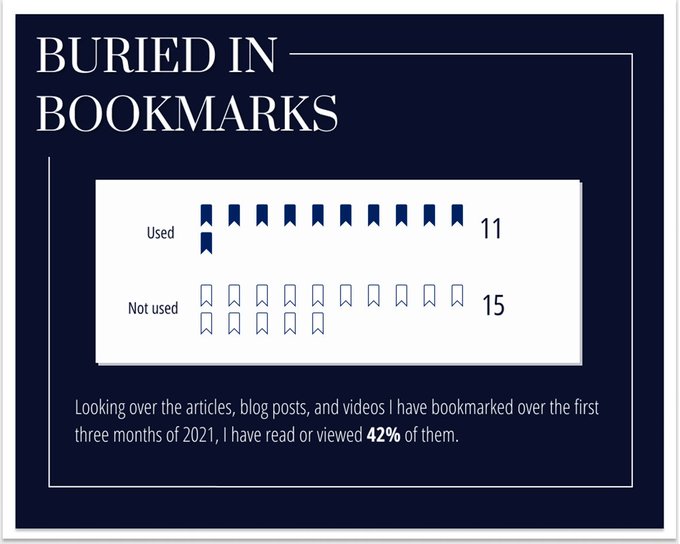 BURIED IN
BOOKMARKS
Used
11
Not used
15
Looking over the articles, blog posts, and videos I have bookmarked over the first
three months of 2021, I have read or viewed 42% of them.